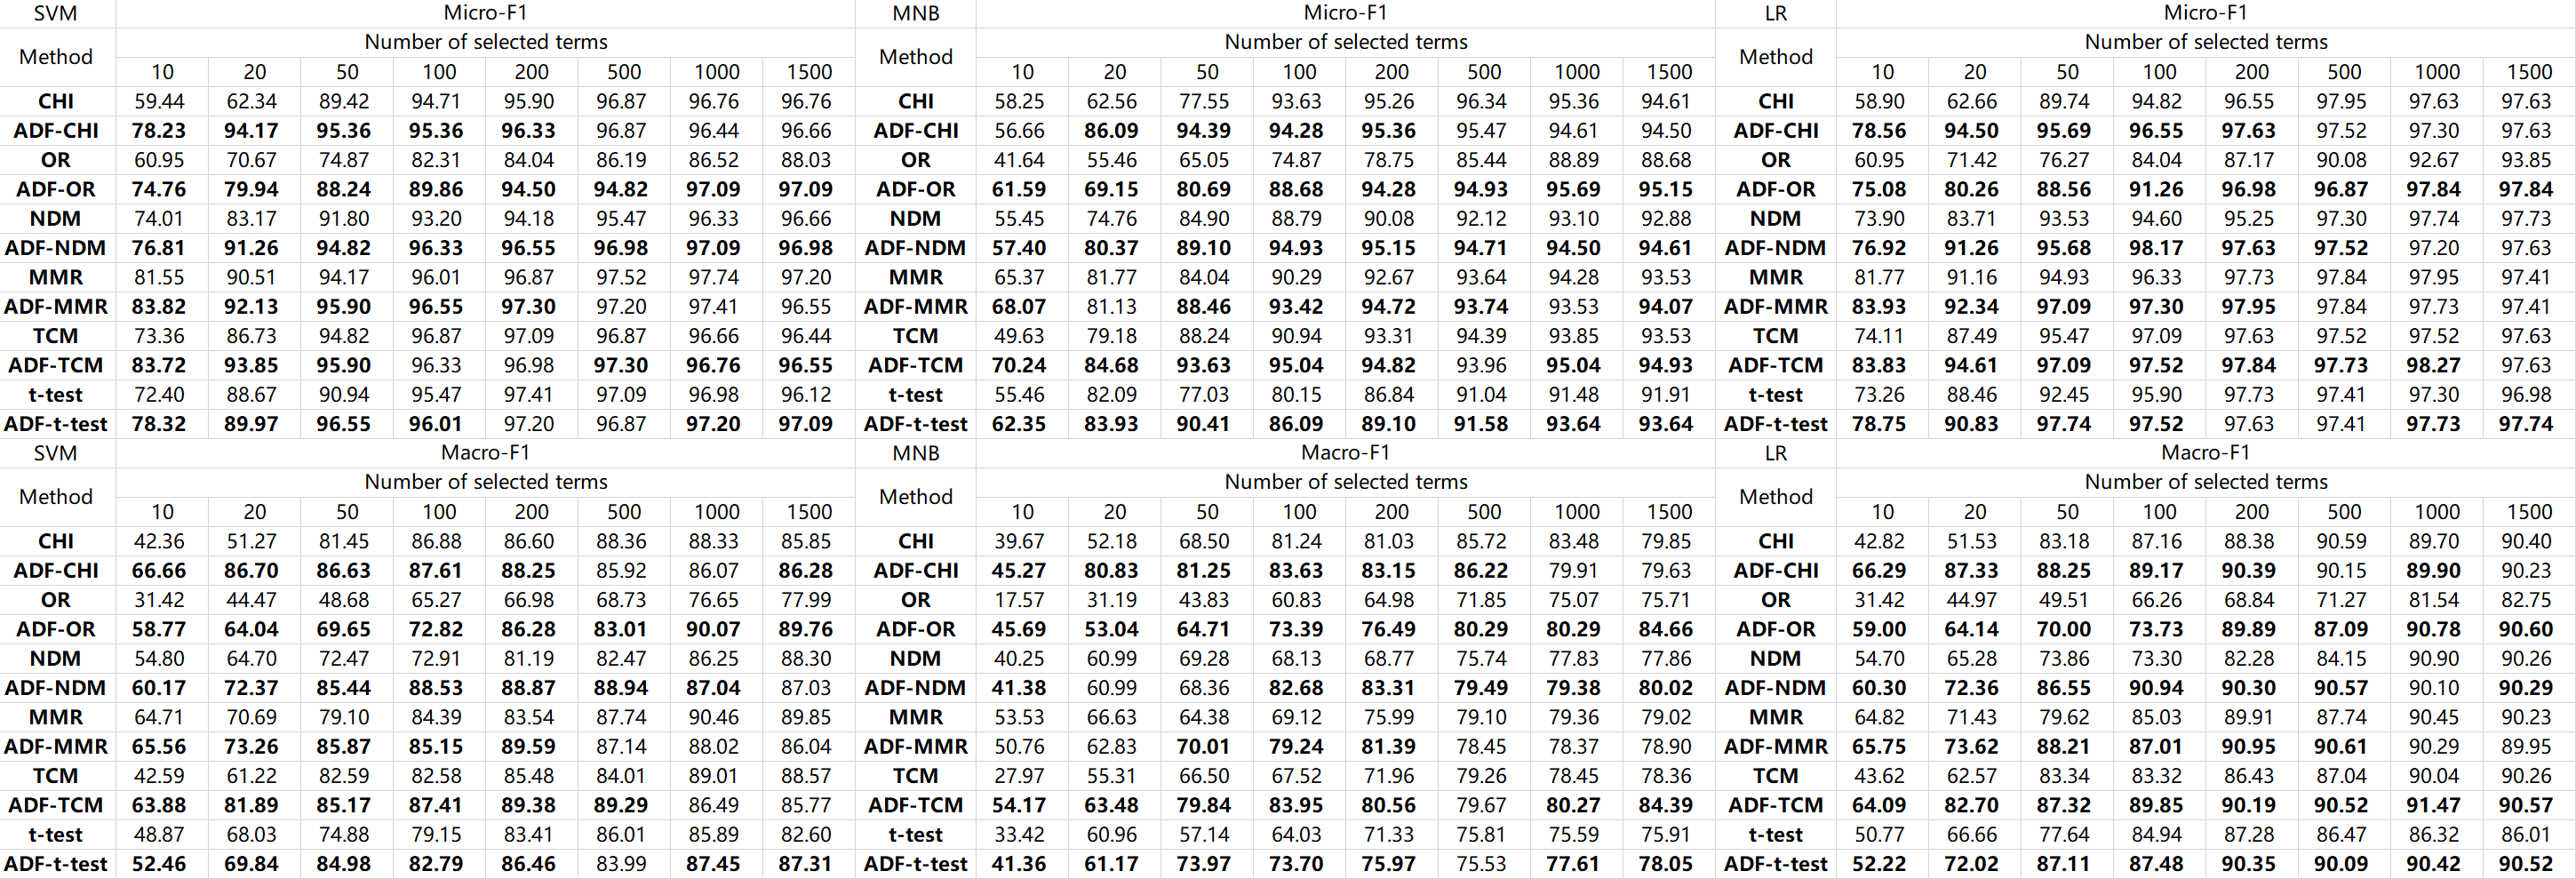 SVM Micro-F1 MNB Micro-F1 LR Micro-F1
Method Number of selected terms Method Number of selected terms Method Number of selected terms
10 20 50 100 200 500 1000 1500 10 20 50 100 200 500 1000 1500 10 20 50 100 200 500 1000 1500
CHI 59.44 62.34 89.42 94.71 95.90 96.87 96.76 96.76 CHI 58.25 62.56 77.55 93.63 95.26 96.34 95.36 94.61 CHI 58.90 62.66 89.74 94.82 96.55 97.95 97.63 97.63
ADF-CHI 78.23 94.17 95.36 95.36 96.33 96.87 96.44 96.66 ADF-CHI 56.66 86.09 94.39 94.28 95.36 95.47 94.61 94.50 ADF-CHI 78.56 94.50 95.69 96.55 97.63 97.52 97.30 97.63
OR 60.95 70.67 74.87 82.31 84.04 86.19 86.52 88.03 OR 41.64 55.46 65.05 74.87 78.75 85.44 88.89 88.68 OR 60.95 71.42 76.27 84.04 87.17 90.08 92.67 93.85
ADF-OR 74.76 79.94 88.24 89.86 94.50 94.82 97.09 97.09 ADF-OR 61.59 69.15 80.69 88.68 94.28 94.93 95.69 95.15 ADF-OR 75.08 80.26 88.56 91.26 96.98 96.87 97.84 97.84
NDM 74.01 83.17 91.80 93.20 94.18 95.47 96.33 96.66 NDM 55.45 74.76 84.90 88.79 90.08 92.12 93.10 92.88 NDM 73.90 83.71 93.53 94.60 95.25 97.30 97.74 97.73
ADF-NDM 76.81 91.26 94.82 96.33 96.55 96.98 97.09 96.98 ADF-NDM 57.40 80.37 89.10 94.93 95.15 94.71 94.50 94.61 ADF-NDM 76.92 91.26 95.68 98.17 97.63 97.52 97.20 97.63
MMR 81.55 90.51 94.17 96.01 96.87 97.52 97.74 97.20 MMR 65.37 81.77 84.04 90.29 92.67 93.64 94.28 93.53 MMR 81.77 91.16 94.93 96.33 97.73 97.84 97.95 97.41
ADF-MMR 83.82 92.13 95.90 96.55 97.30 97.20 97.41 96.55 ADF-MMR 68.07 81.13 88.46 93.42 94.72 93.74 93.53 94.07 ADF-MMR 83.93 92.34 97.09 97.30 97.95 97.84 97.73 97.41
TCM 73.36 86.73 94.82 96.87 97.09 96.87 96.66 96.44 TCM 49.63 79.18 88.24 90.94 93.31 94.39 93.85 93.53 TCM 74.11 87.49 95.47 97.09 97.63 97.52 97.52 97.63
ADF-TCM 83.72 93.85 95.90 96.33 96.98 97.30 96.76 96.55 ADF-TCM 70.24 84.68 93.63 95.04 94.82 93.96 95.04 94.93 ADF-TCM 83.83 94.61 97.09 97.52 97.84 97.73 98.27 97.63
t-test 72.40 88.67 90.94 95.47 97.41 97.09 96.98 96.12 t-test 55.46 82.09 77.03 80.15 86.84 91.04 91.48 91.91 t-test 73.26 88.46 92.45 95.90 97.73 97.41 97.30 96.98
ADF-t-test 78.32 89.97 96.55 96.01 97.20 96.87 97.20 97.09 ADF-t-test 62.35 83.93 90.41 86.09 89.10 91.58 93.64 93.64 ADF-t-test 78.75 90.83 97.74 97.52 97.63 97.41 97.73 97.74
SVM Macro-F1 MNB Macro-F1 LR Macro-F1
Method Number of selected terms Method Number of selected terms Method Number of selected terms
10 20 50 100 200 500 1000 1500 10 20 50 100 200 500 1000 1500 10 20 50 100 200 500 1000 1500
CHI 42.36 51.27 81.45 86.88 86.60 88.36 88.33 85.85 CHI 39.67 52.18 68.50 81.24 81.03 85.72 83.48 79.85 CHI 42.82 51.53 83.18 87.16 88.38 90.59 89.70 90.40
ADF-CHI 66.66 86.70 86.63 87.61 88.25 85.92 86.07 86.28 ADF-CHI 45.27 80.83 81.25 83.63 83.15 86.22 79.91 79.63 ADF-CHI 66.29 87.33 88.25 89.17 90.39 90.15 89.90 90.23
OR 31.42 44.47 48.68 65.27 66.98 68.73 76.65 77.99 OR 17.57 31.19 43.83 60.83 64.98 71.85 75.07 75.71 OR 31.42 44.97 49.51 66.26 68.84 71.27 81.54 82.75
ADF-OR 58.77 64.04 69.65 72.82 86.28 83.01 90.07 89.76 ADF-OR 45.69 53.04 64.71 73.39 76.49 80.29 80.29 84.66 ADF-OR 59.00 64.14 70.00 73.73 89.89 87.09 90.78 90.60
NDM 54.80 64.70 72.47 72.91 81.19 82.47 86.25 88.30 NDM 40.25 60.99 69.28 68.13 68.77 75.74 77.83 77.86 NDM 54.70 65.28 73.86 73.30 82.28 84.15 90.90 90.26
ADF-NDM 60.17 72.37 85.44 88.53 88.87 88.94 87.04 87.03 ADF-NDM 41.38 60.99 68.36 82.68 83.31 79.49 79.38 80.02 ADF-NDM 60.30 72.36 86.55 90.94 90.30 90.57 90.10 90.29
MMR 64.71 70.69 79.10 84.39 83.54 87.74 90.46 89.85 MMR 53.53 66.63 64.38 69.12 75.99 79.10 79.36 79.02 MMR 64.82 71.43 79.62 85.03 89.91 87.74 90.45 90.23
ADF-MMR 65.56 73.26 85.87 85.15 89.59 87.14 88.02 86.04 ADF-MMR 50.76 62.83 70.01 79.24 81.39 78.45 78.37 78.90 ADF-MMR 65.75 73.62 88.21 87.01 90.95 90.61 90.29 89.95
TCM 42.59 61.22 82.59 82.58 85.48 84.01 89.01 88.57 TCM 27.97 55.31 66.50 67.52 71.96 79.26 78.45 78.36 TCM 43.62 62.57 83.34 83.32 86.43 87.04 90.04 90.26
ADF-TCM 63.88 81.89 85.17 87.41 89.38 89.29 86.49 85.77 ADF-TCM 54.17 63.48 79.84 83.95 80.56 79.67 80.27 84.39 ADF-TCM 64.09 82.70 87.32 89.85 90.19 90.52 91.47 90.57
t-test 48.87 68.03 74.88 79.15 83.41 86.01 85.89 82.60 t-test 33.42 60.96 57.14 64.03 71.33 75.81 75.59 75.91 t-test 50.77 66.66 77.64 84.94 87.28 86.47 86.32 86.01
ADF-t-test 52.46 69.84 84.98 82.79 86.46 83.99 87.45 87.31 ADF-t-test 41.36 61.17 73.97 73.70 75.97 75.53 77.61 78.05 ADF-t-test 52.22 72.02 87.11 87.48 90.35 90.09 90.42 90.52